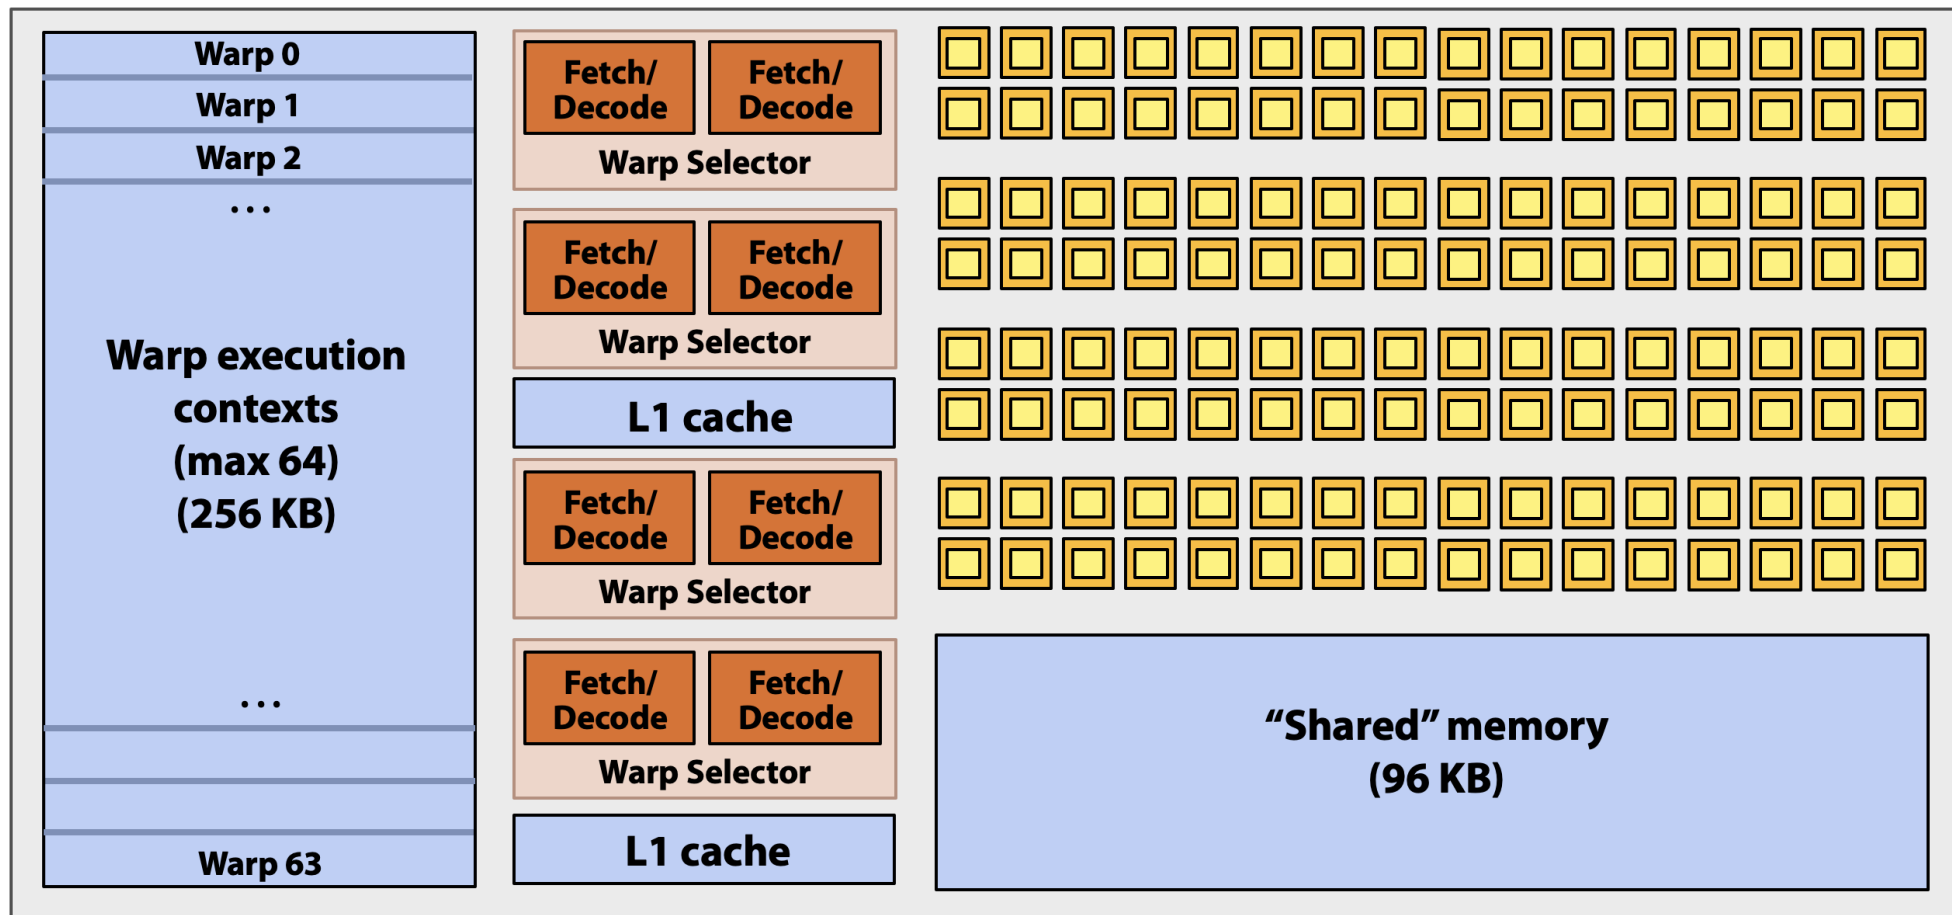 Warp 0
Warp 1
Warp 2
...
Warp execution
contexts
(max 64)
(256 KB)
...
Warp 63
Fetch/
Decode
Fetch/
Decode
Warp Selector
Fetch/
Decode
Fetch/
Decode
Warp Selector
L1 cache
Fetch/
Decode
Fetch/
Decode
Warp Selector
Fetch/
Decode
Fetch/
Decode
Warp Selector
L1 cache
“Shared” memory
(96 KB)